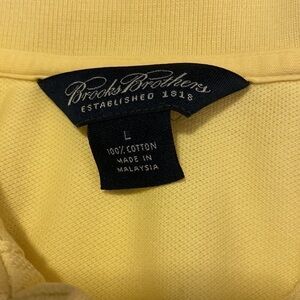 Brooks Brothers
ESTABLISHED 1818
L
100% COTTON
MADE IN
MALAYSIA